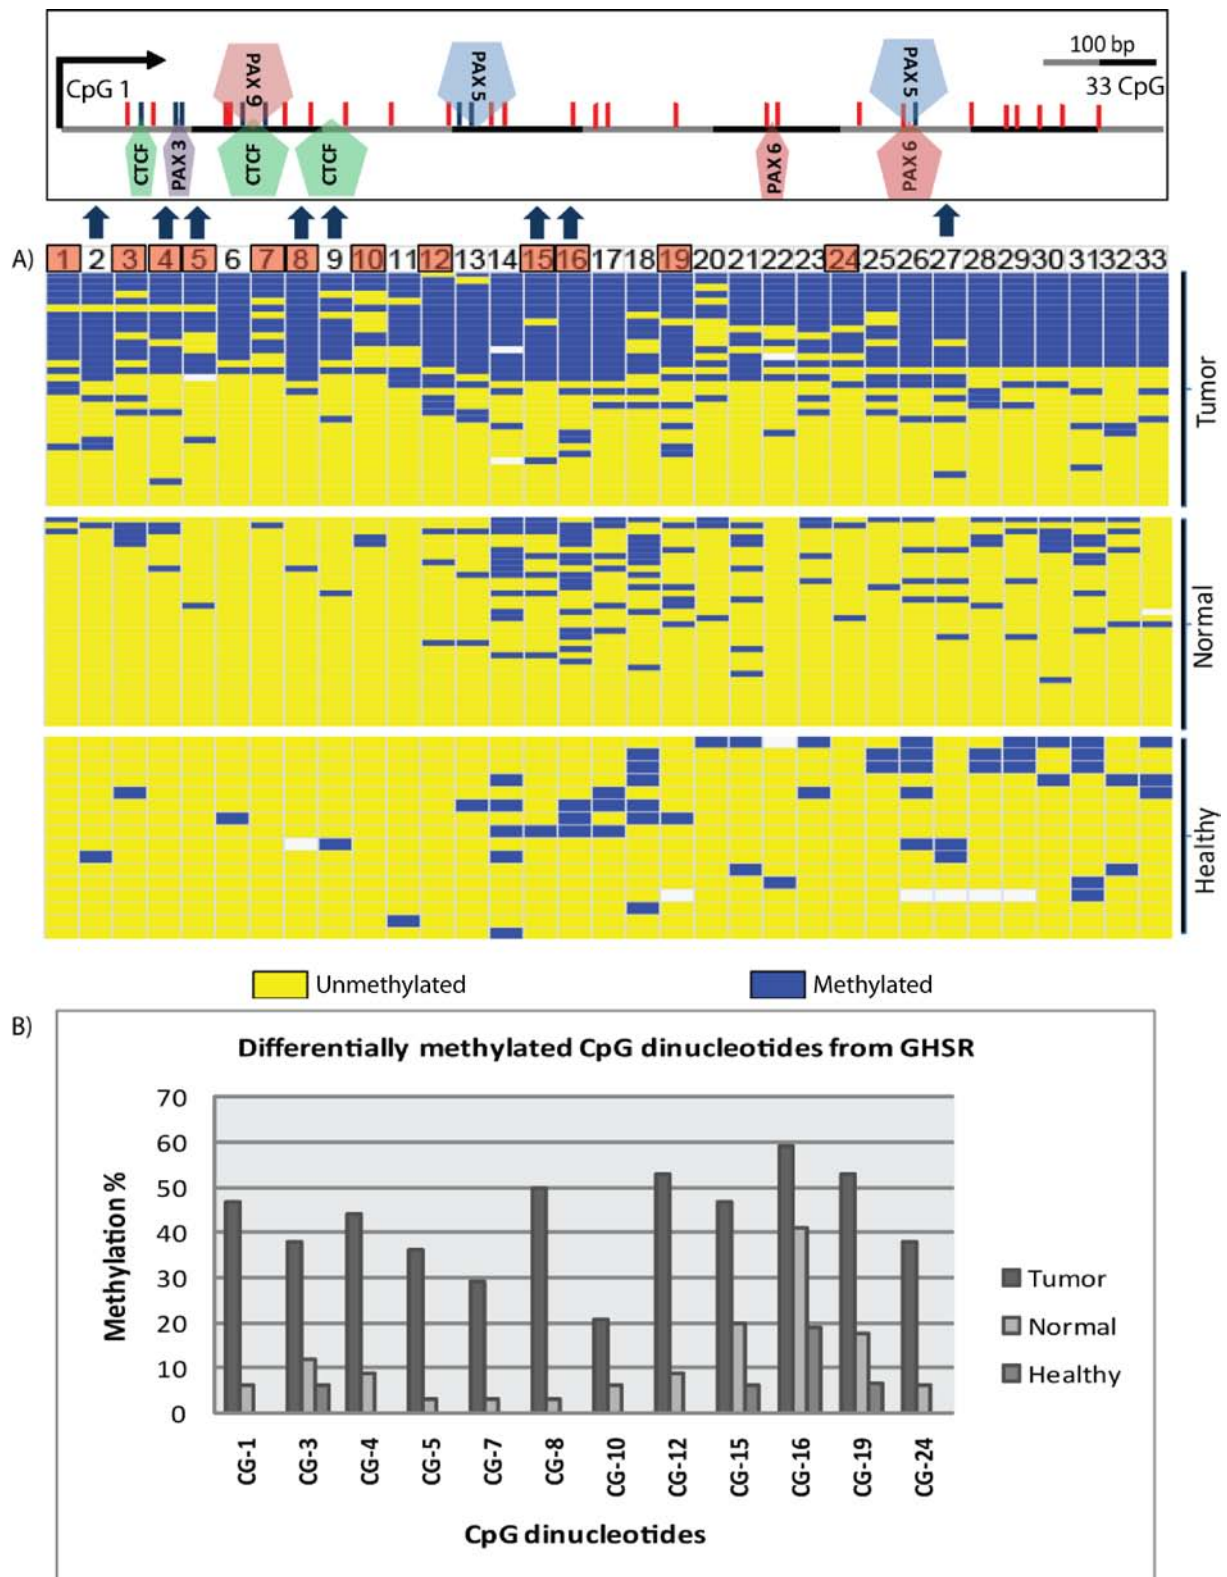 100 bp
CpG 1
PAX 9
PAX 5
PAX 5
33 CpG
CTCF
PAX 3
CTCF
CTCF
PAX 6
PAX 6
A)
1 2 3 4 5 6 7 8 9 10 11 12 13 14 15 16 17 18 19 20 21 22 23 24 25 26 27 28 29 30 31 32 33
Tumor
Normal
Healthy
Unmethylated
Methylated
B)
Differentially methylated CpG dinucleotides from GHSR
Methylation %
70
60
50
40
30
20
10
0
Tumor
Normal
Healthy
CG-1
CG-3
CG-4
CG-5
CG-7
CG-8
CG-10
CG-12
CG-15
CG-16
CG-19
CG-24
CpG dinucleotides